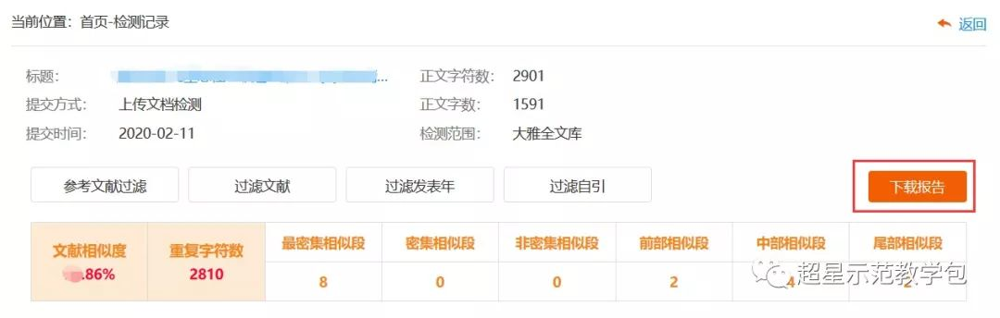 当前位置：首页-检测记录
返回
标题：
...
正文字符数： 2901
提交方式： 上传文档检测
正文字数： 1591
提交时间： 2020-02-11
检测范围： 大雅全文库
参考文献过滤 过滤文献 过滤发表年 过滤自引 下载报告
文献相似度 重复字符数 最密集相似段 密集相似段 非密集相似段 前部相似段 中部相似段 尾部相似段
.86% 2810 8 0 0 2 4 2
超星示范教学包